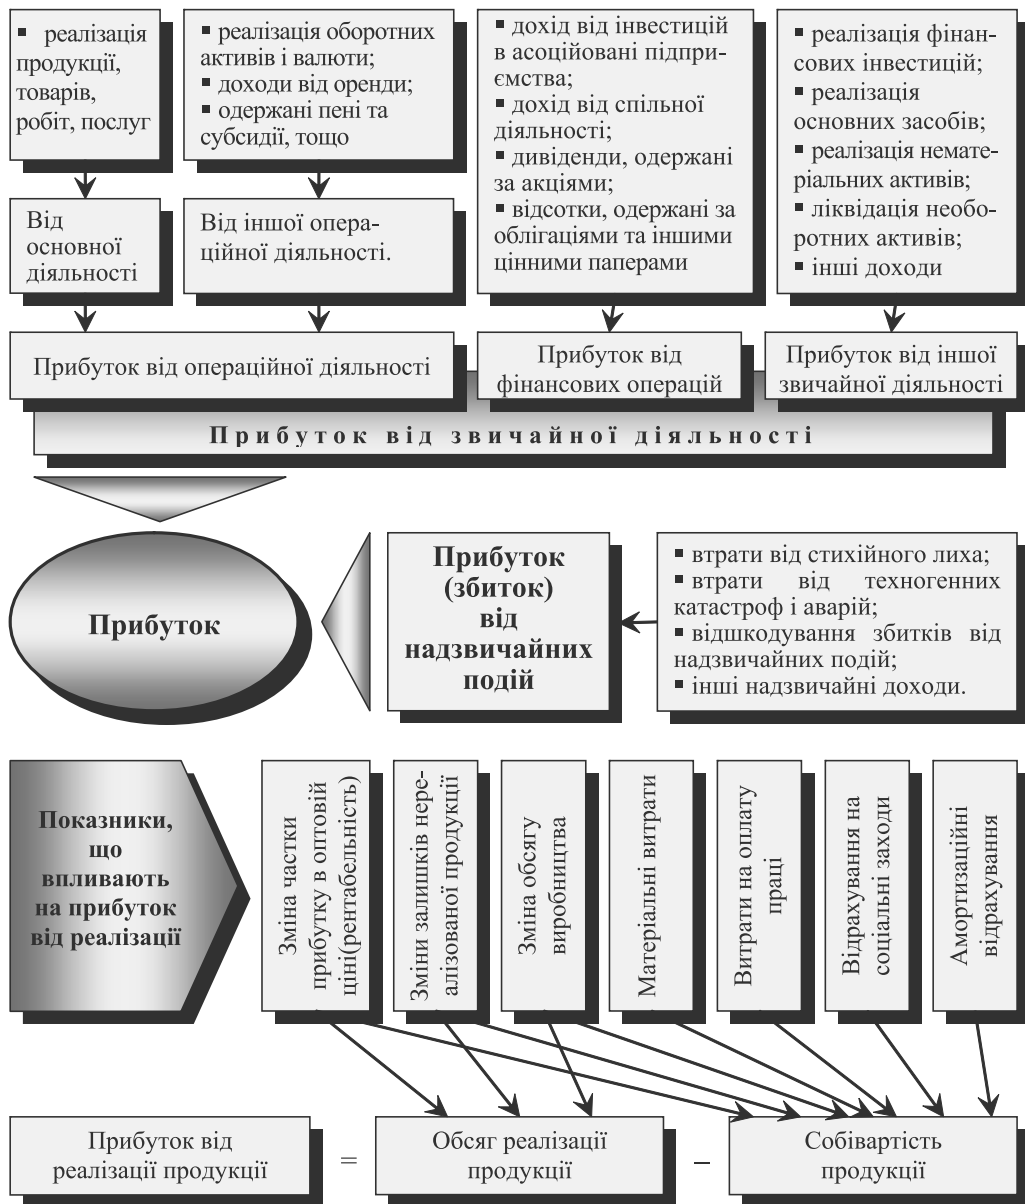 ▪ реалізація
продукції,
товарів,
робіт, послуг
▪ реалізація оборотних
активів і валюти;
▪ доходи від оренди;
▪ одержані пені та
субсидії, тощо
▪ дохід від інвестицій
в асоційовані підпри-
ємства;
▪ дохід від спільної
діяльності;
▪ дивіденди, одержані
за акціями;
▪ відсотки, одержані за
облігаціями та іншими
цінними паперами
▪ реалізація фінан-
сових інвестицій;
▪ реалізація
основних засобів;
▪ реалізація немате-
ріальних активів;
▪ ліквідація необо-
ротних активів;
▪ інші доходи
Від
основної
діяльності
Від іншої опера-
ційної діяльності.
Прибуток від операційної діяльності
Прибуток від
фінансових операцій
Прибуток від іншої
звичайної діяльності
Прибуток від звичайної діяльності
Прибуток
Прибуток
(збиток)
від
надзвичайних
подій
▪ втрати від стихійного лиха;
▪ втрати від техногенних
катастроф і аварій;
▪ відшкодування збитків від
надзвичайних подій;
▪ інші надзвичайні доходи.
Показники,
що
впливають
на прибуток
від реалізації
Зміна частки
прибутку в оптовій
ціні(рентабельність)
Зміни залишків нере-
алізованої продукції
Зміна обсягу
виробництва
Матеріальні витрати
Витрати на оплату
праці
Відрахування на
соціальні заходи
Амортизаційні
відрахування
Прибуток від
реалізації продукції
=
Обсяг реалізації
продукції
–
Собівартість
продукції